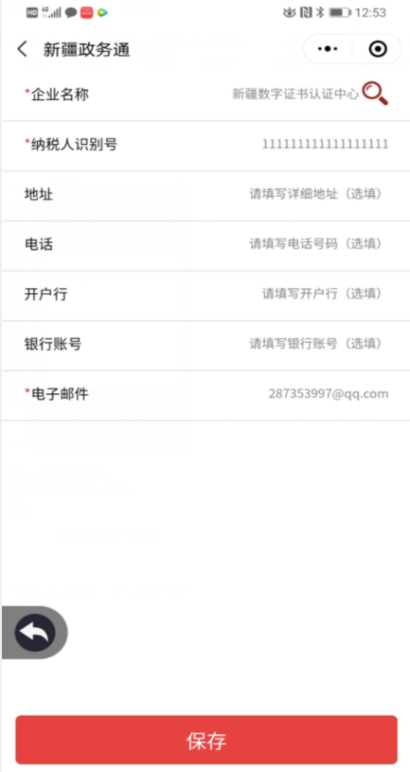 HD 46 12:53
新疆政务通
*企业名称 新疆数字证书认证中心
*纳税人识别号 111111111111111111
地址 请填写详细地址（选填）
电话 请填写电话号码（选填）
开户行 请填写开户行（选填）
银行账号 请填写银行账号（选填）
*电子邮件 287353997@qq.com
保存